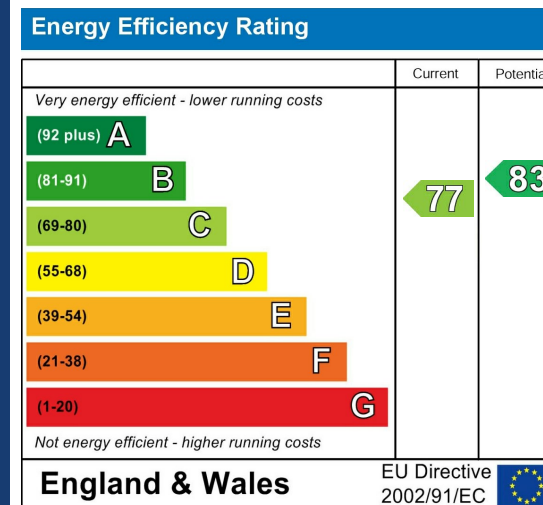 Energy Efficiency Rating
Current Potentia
Very energy efficient - lower running costs
(92 plus) A
(81-91) B
(69-80) C
(55-68) D
(39-54) E
(21-38) F
(1-20) G
77
83
Not energy efficient - higher running costs
England & Wales
EU Directive
2002/91/EC